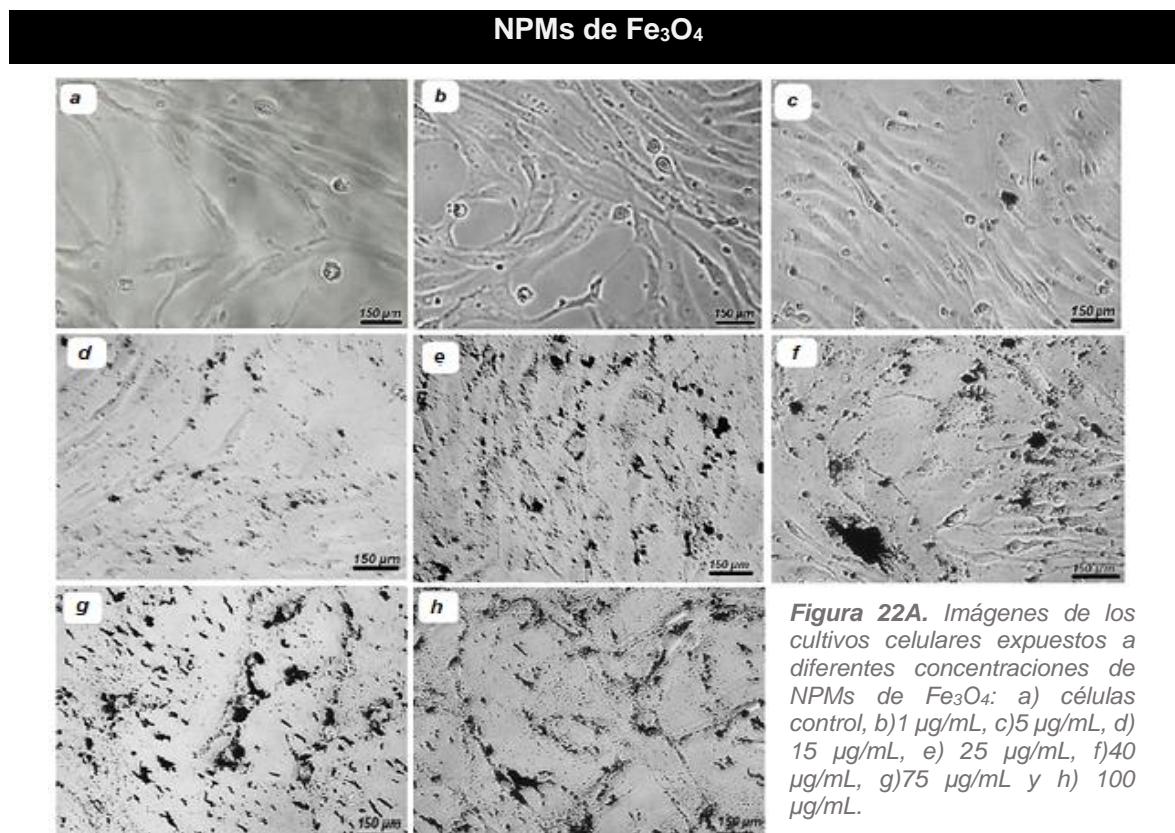 NPMs de Fe₃O₄
a
b
c
150 µm
150 µm
150 µm
d
e
f
150 µm
150 µm
150 µm
g
h
150 µm
150 µm
Figura 22A. Imágenes de los
cultivos celulares expuestos a
diferentes concentraciones de
NPMs de Fe₃O₄: a) células
control, b)1 µg/mL, c)5 µg/mL, d)
15 µg/mL, e) 25 µg/mL, f)40
µg/mL, g)75 µg/mL y h) 100
µg/mL.